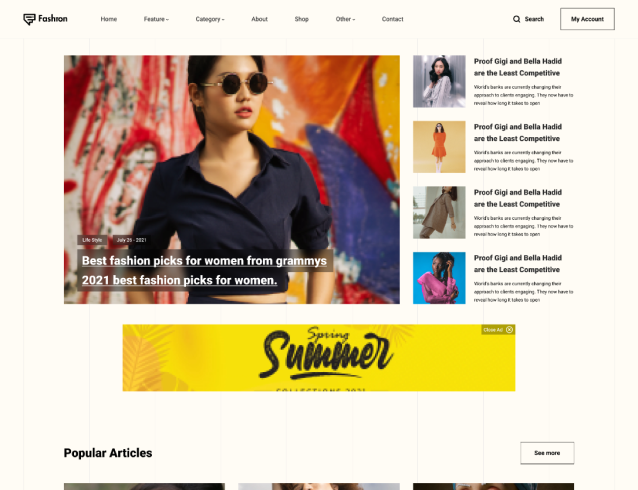 Fashion
Home
Feature
Category
About
Shop
Other
Contact
Search
My Account
Life Style
July 26 - 2021
Best fashion picks for women from grammys
2021 best fashion picks for women.
Proof Gigi and Bella Hadid
are the Least Competitive
World's banks are currently changing their
approach to clients engaging. They now have to
reveal how long it takes to open
Proof Gigi and Bella Hadid
are the Least Competitive
World's banks are currently changing their
approach to clients engaging. They now have to
reveal how long it takes to open
Proof Gigi and Bella Hadid
are the Least Competitive
World's banks are currently changing their
approach to clients engaging. They now have to
reveal how long it takes to open
Proof Gigi and Bella Hadid
are the Least Competitive
World's banks are currently changing their
approach to clients engaging. They now have to
reveal how long it takes to open
Close Ad
Spring
Summer
COLLECTIONS 2021
Popular Articles
See more